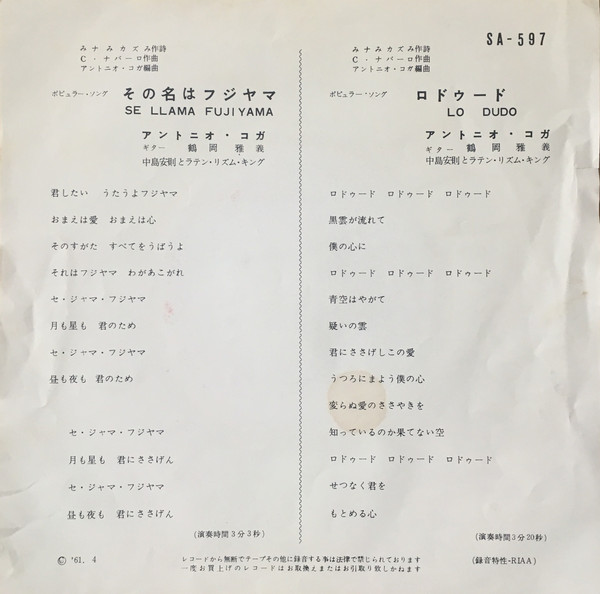 SA-597
みナみカズみ作詩
C・ナバーロ作曲
アントニオ・コガ編曲
ポピュラー・ソング その名はフジヤマ
SE LLAMA FUJIYAMA
アントニオ・コガ
ギター 鶴岡雅義
中島安則とラテン・リズム・キング
君したい うたうよフジヤマ
おまえは愛 おまえは心
そのすがた すべてをうばうよ
それはフジヤマ わがあこがれ
セ・ジャマ・フジヤマ
月も星も 君のため
セ・ジャマ・フジヤマ
昼も夜も 君のため
セ・ジャマ・フジヤマ
月も星も 君にささげん
セ・ジャマ・フジヤマ
昼も夜も 君にささげん
(演奏時間3分3秒)
みナみカズみ作詩
C・ナバーロ作曲
アントニオ・コガ編曲
ポピュラー・ソング ロドゥード
LO DUDO
アントニオ・コガ
ギター 鶴岡雅義
中島安則とラテン・リズム・キング
ロドゥード ロドゥード ロドゥード
黒雲が流れて
僕の心に
ロドゥード ロドゥード ロドゥード
青空はやがて
疑いの雲
君にささげしこの愛
うつろにまよう僕の心
変らぬ愛のささやきを
知っているのか果てない空
ロドゥード ロドゥード ロドゥード
せつなく君を
もとめる心
(演奏時間3分20秒)
Ⓒ '61. 4
レコードから無断でテープその他に録音する事は法律で禁じられております
一度お買上げのレコードはお取換えまたはお引取り致しかねます
(録音特性-RIAA)